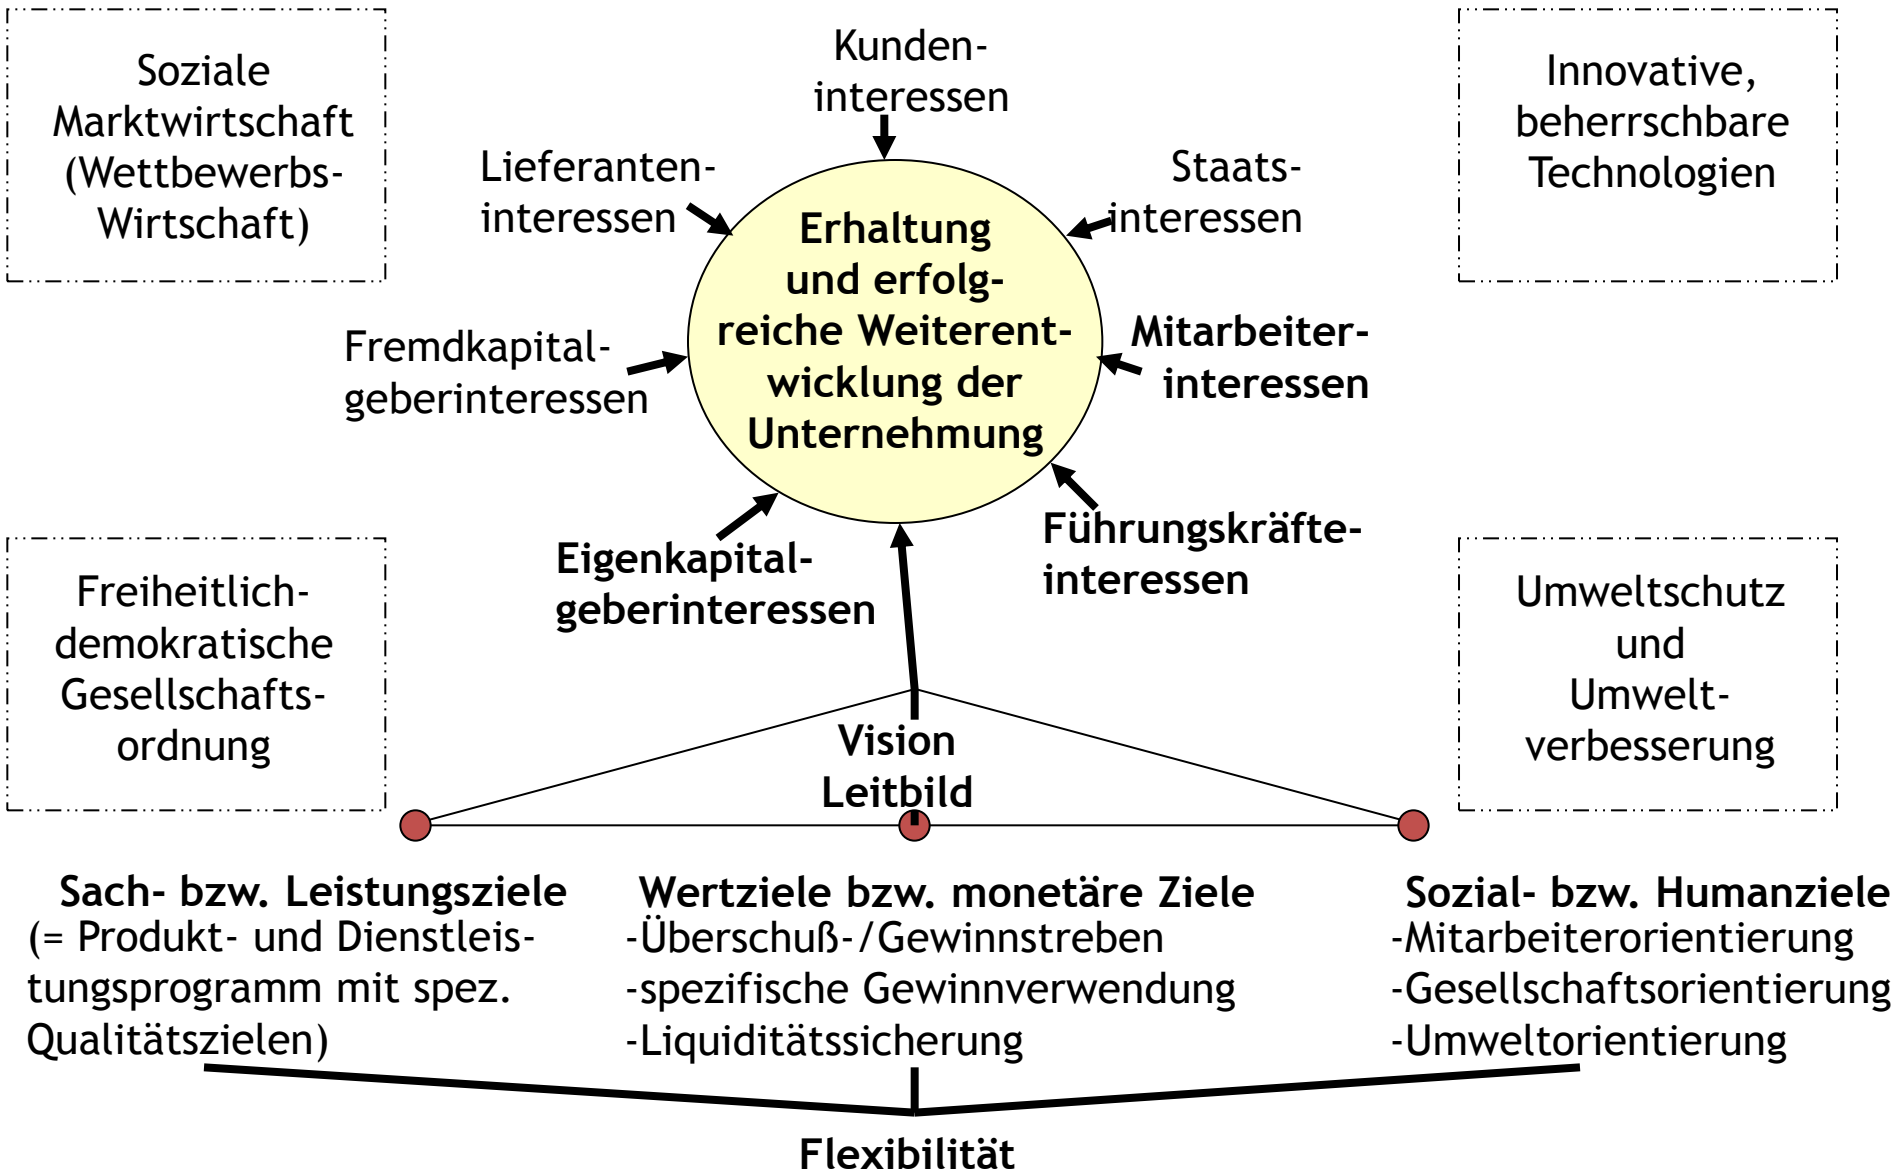 Soziale
Marktwirtschaft
(Wettbewerbs-
Wirtschaft)
Kunden-
interessen
Innovative,
beherrschbare
Technologien
Lieferanten-
interessen
Staats-
interessen
Erhaltung
und erfolg-
reiche Weiterent-
wicklung der
Unternehmung
Fremdkapital-
geberinteressen
Mitarbeiter-
interessen
Eigenkapital-
geberinteressen
Führungskräfte-
interessen
Freiheitlich-
demokratische
Gesellschafts-
ordnung
Umweltschutz
und
Umwelt-
verbesserung
Vision
Leitbild
Sach- bzw. Leistungsziele
(= Produkt- und Dienstleis-
tungsprogramm mit spez.
Qualitätszielen)
Wertziele bzw. monetäre Ziele
-Überschuß-/Gewinnstreben
-spezifische Gewinnverwendung
-Liquiditätssicherung
Sozial- bzw. Humanziele
-Mitarbeiterorientierung
-Gesellschaftsorientierung
-Umweltorientierung
Flexibilität